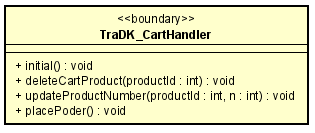 <<boundary>>
TraDK_CartHandler
+ initial() : void
+ deleteCartProduct(productId : int) : void
+ updateProductNumber(productId : int, n : int) : void
+ placePoder() : void